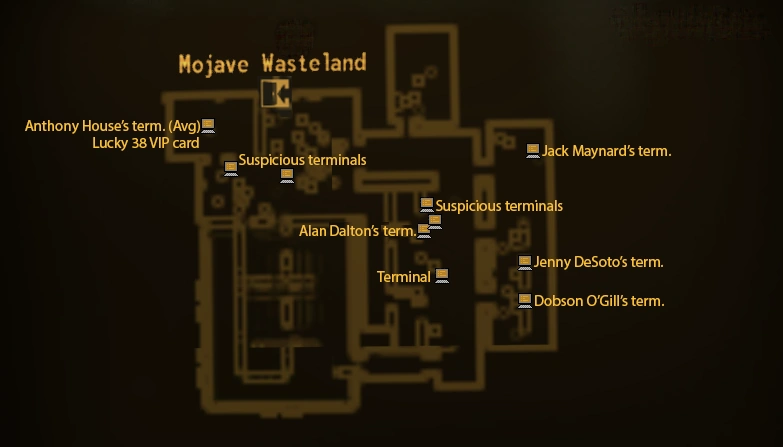 Mojave Wasteland
Anthony House's term. (Avg)
Lucky 38 VIP card
Suspicious terminals
Jack Maynard's term.
Suspicious terminals
Alan Dalton's term.
Jenny DeSoto's term.
Terminal
Dobson O'Gill's term.